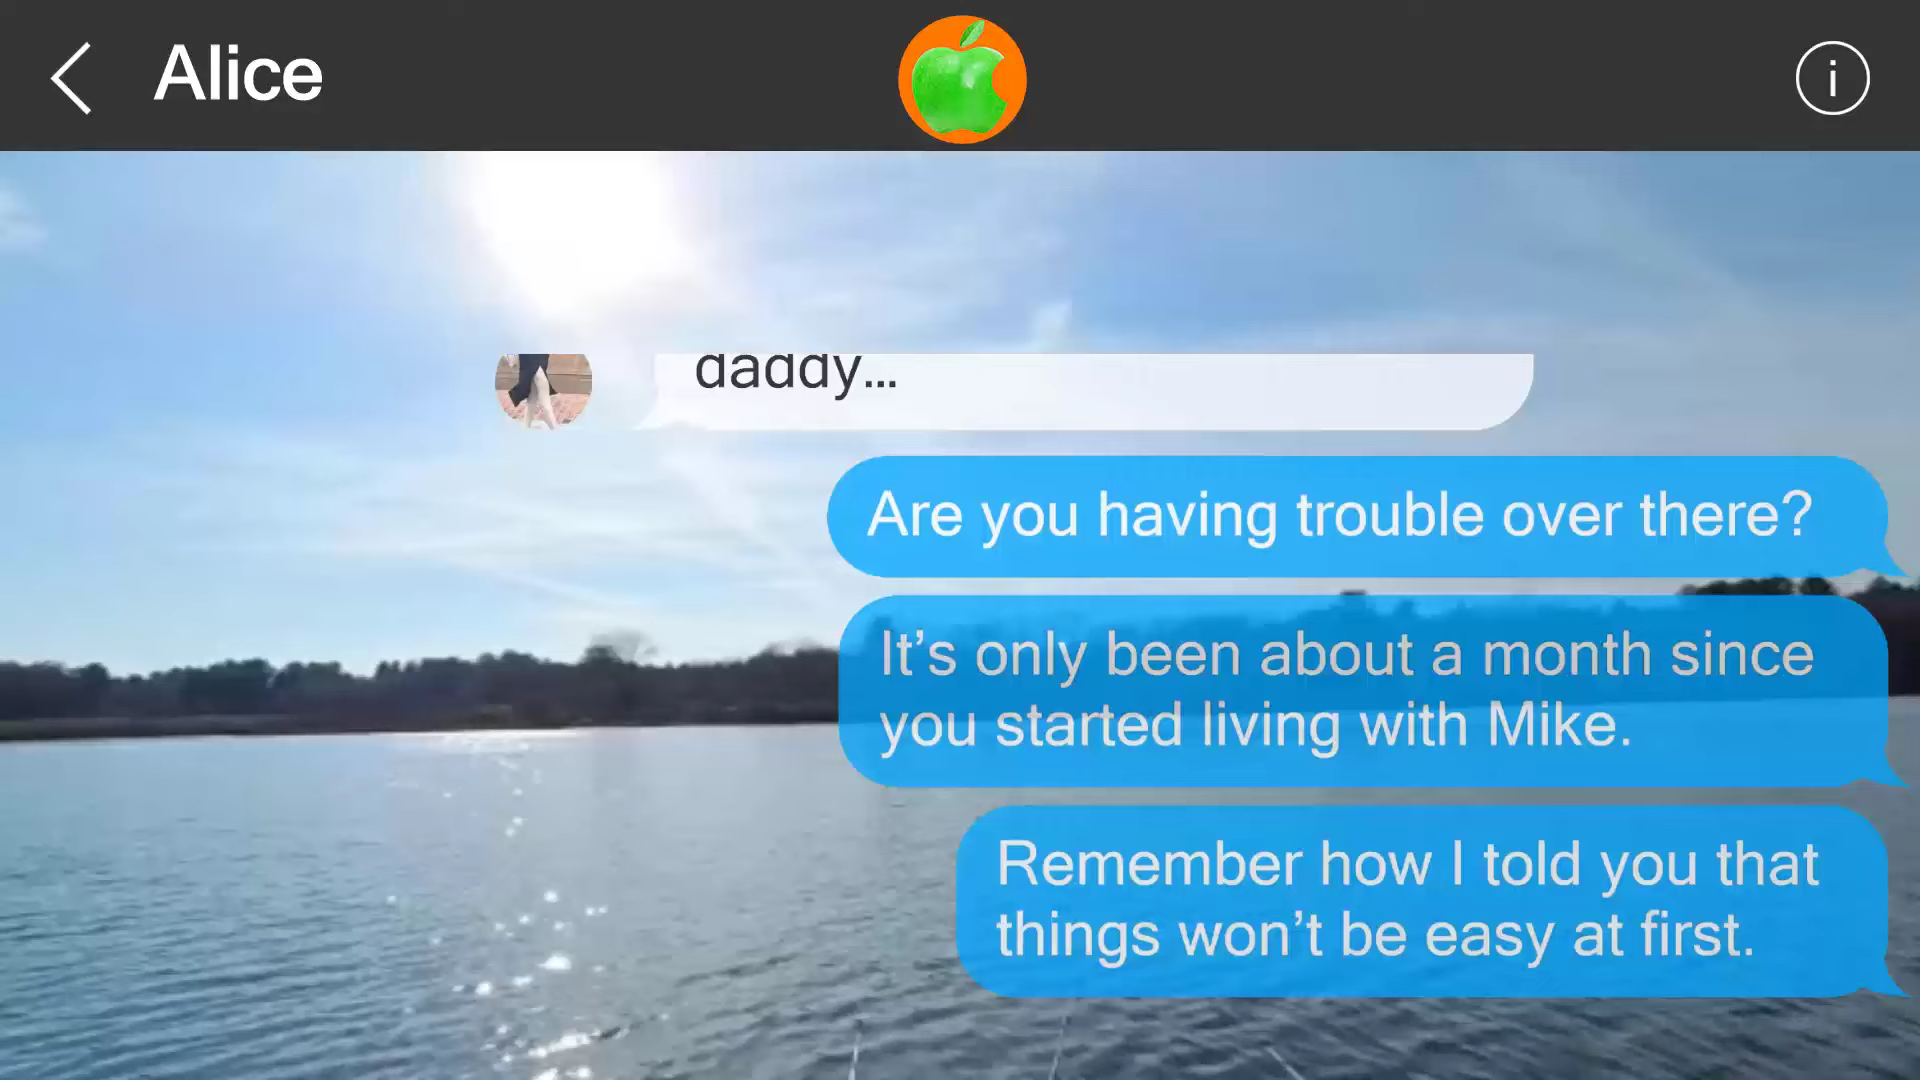 Alice
daddy...
Are you having trouble over there?
It’s only been about a month since
you started living with Mike.
Remember how I told you that
things won’t be easy at first.